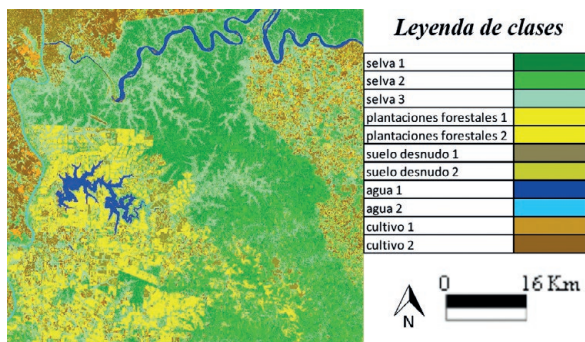 Leyenda de clases
selva 1
selva 2
selva 3
plantaciones forestales 1
plantaciones forestales 2
suelo desnudo 1
suelo desnudo 2
agua 1
agua 2
cultivo 1
cultivo 2
0 16 Km
N